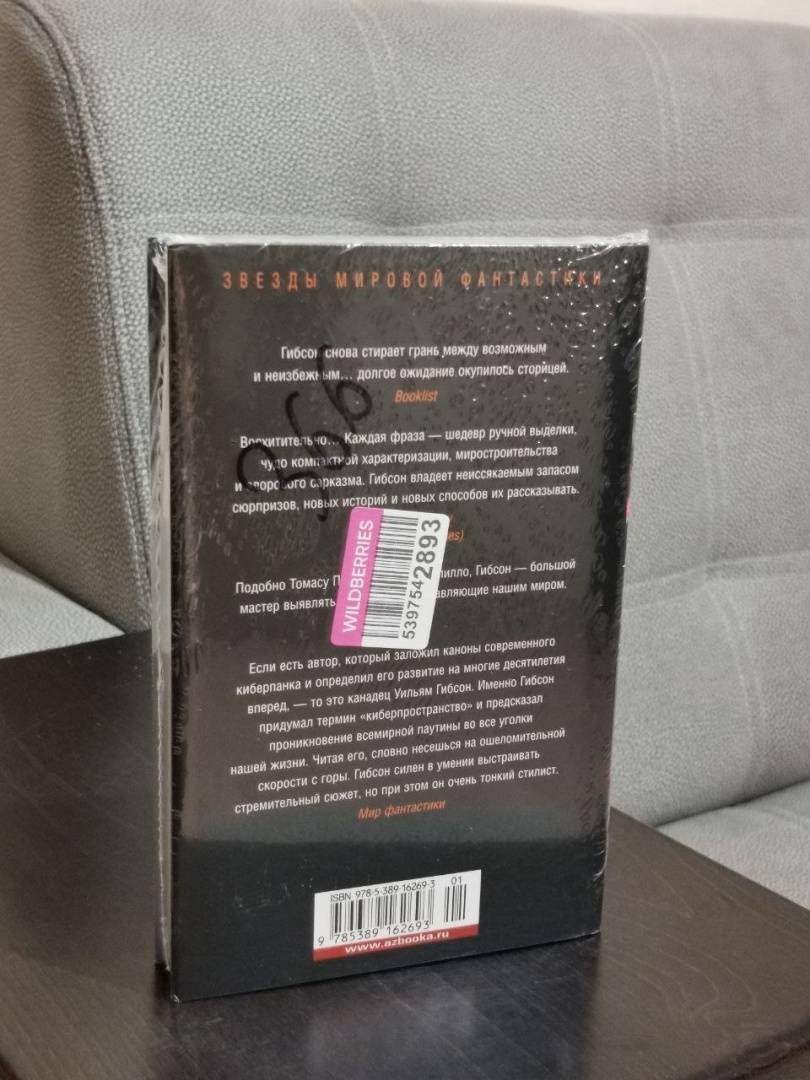 ЗВЕЗДЫ МИРОВОЙ ФАНТАСТИКИ
Гибсон снова стирает грань между возможным
и неизбежным... долгое ожидание окупилось сторицей.
Booklist
366
Восхитительно... Каждая фраза — шедевр ручной выделки,
чудо компактной характеризации, миростроительства
и здорового сарказма. Гибсон владеет неиссякаемым запасом
сюрпризов, новых историй и новых способов их рассказывать.
es)
WILDBERRIES
5397542893
Подобно Томасу П лилло, Гибсон — большой
мастер выявлять авляющие нашим миром.
Если есть автор, который заложил каноны современного
киберпанка и определил его развитие на многие десятилетия
вперед, — то это канадец Уильям Гибсон. Именно Гибсон
придумал термин «киберпространство» и предсказал
проникновение всемирной паутины во все уголки
нашей жизни. Читая его, словно несешься на ошеломительной
скорости с горы. Гибсон силен в умении выстраивать
стремительный сюжет, но при этом он очень тонкий стилист.
Мир фантастики
ISBN 978-5-389-16269-3 01
9 785389 162693
www.azbooka.ru